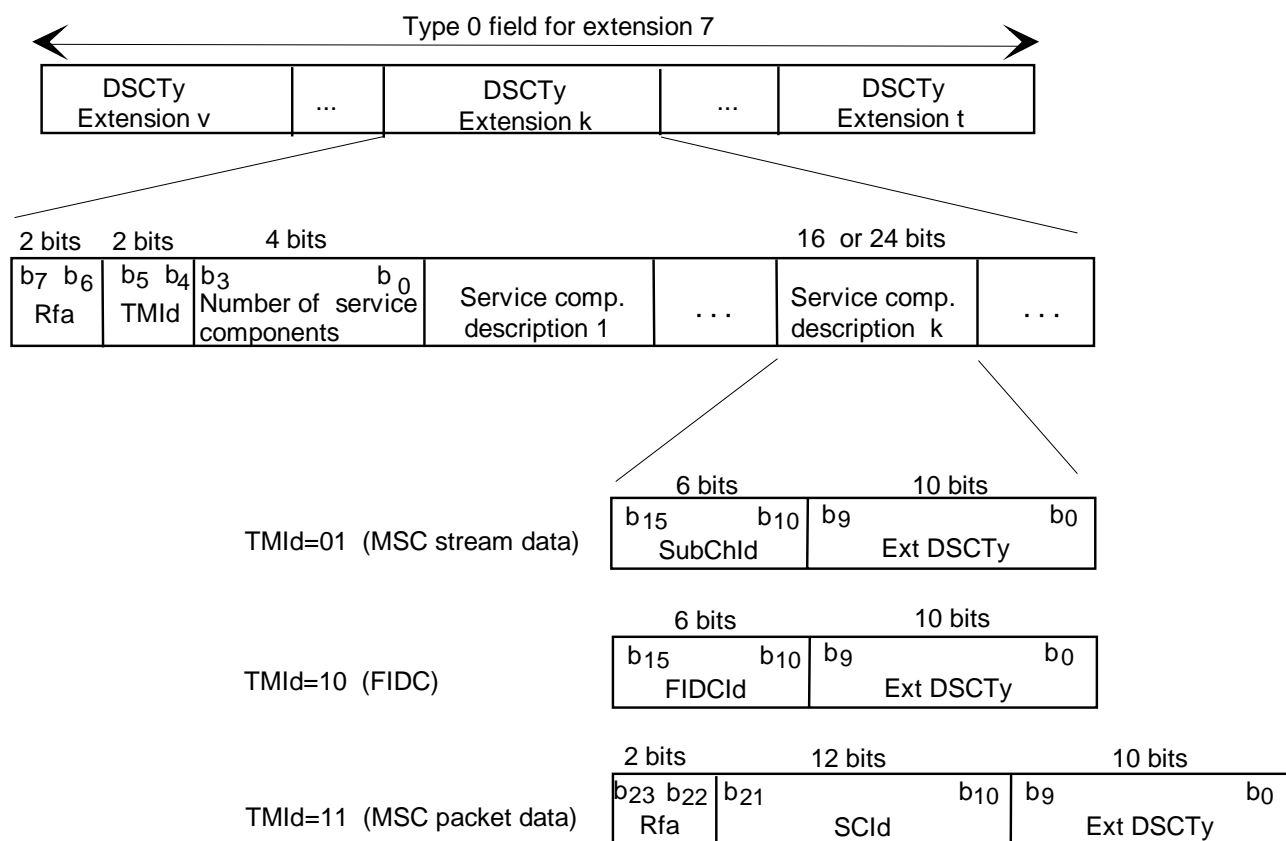 Type 0 field for extension 7
DSCTy Extension v
...
DSCTy Extension k
...
DSCTy Extension t
2 bits 2 bits 4 bits 16 or 24 bits
b7 b6 b5 b4 b3 b0
Rfa TMId Number of service components
Service comp. description 1
. . .
Service comp. description k
. . .
6 bits 10 bits
b15 b10 b9 b0
TMId=01 (MSC stream data) SubChId Ext DSCTy
6 bits 10 bits
b15 b10 b9 b0
TMId=10 (FIDC) FIDCId Ext DSCTy
2 bits 12 bits 10 bits
b23 b22 b21 b10 b9 b0
TMId=11 (MSC packet data) Rfa SCId Ext DSCTy